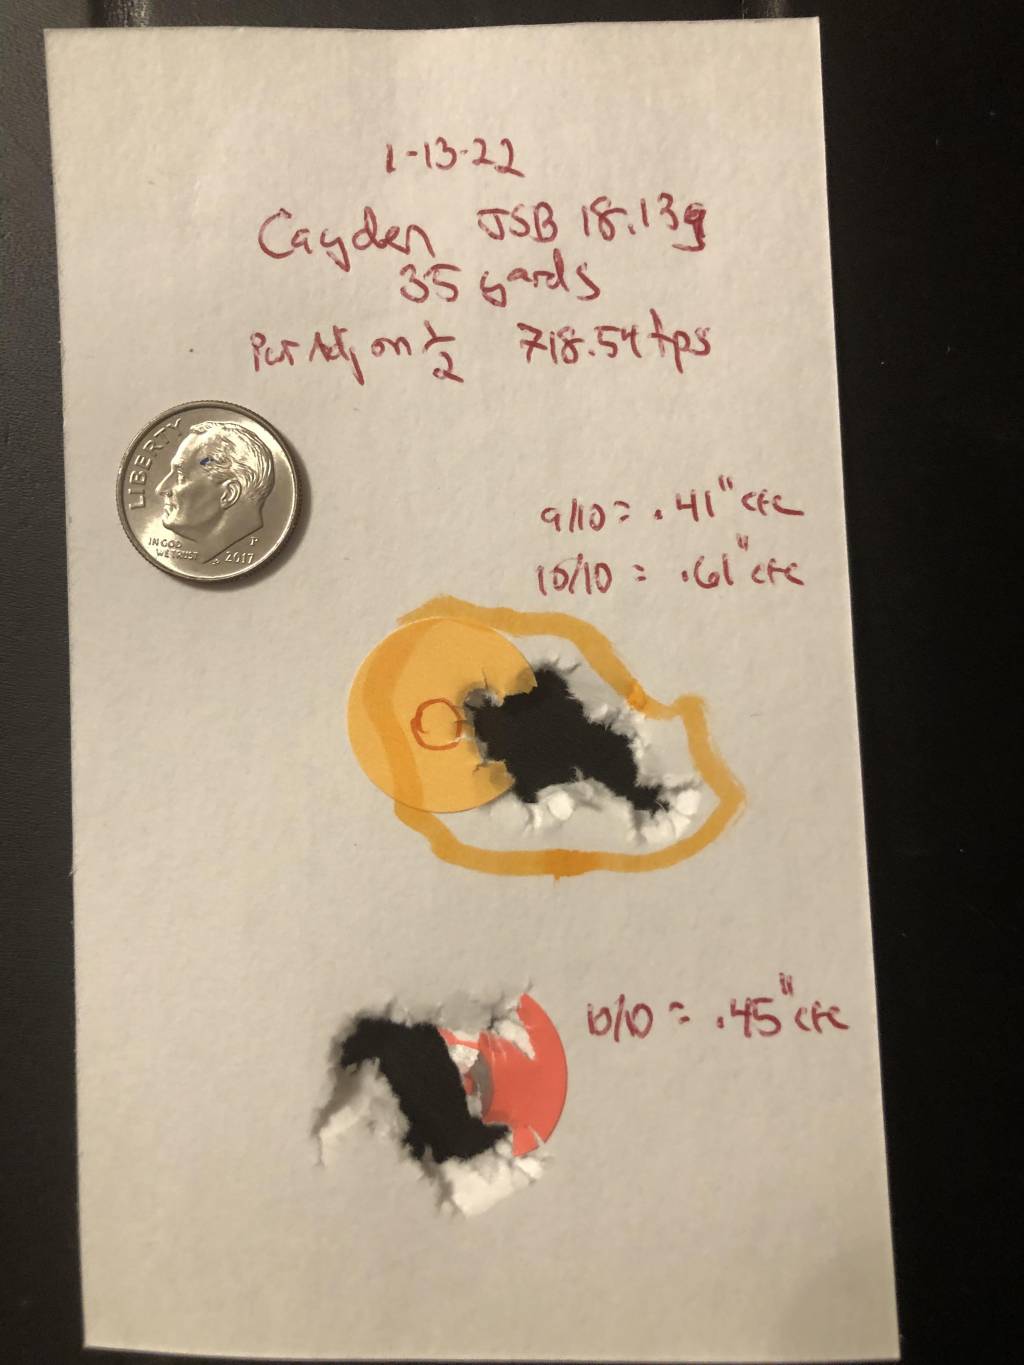 1-13-22
Cayden JSB 18.13g
35 yards
Pwr Adj on 1/2 718.54 fps
LIBERTY
IN GOD
WE TRUST
P
2017
9/10 = .41" ctc
10/10 = .61" ctc
10/10 = .45" ctc